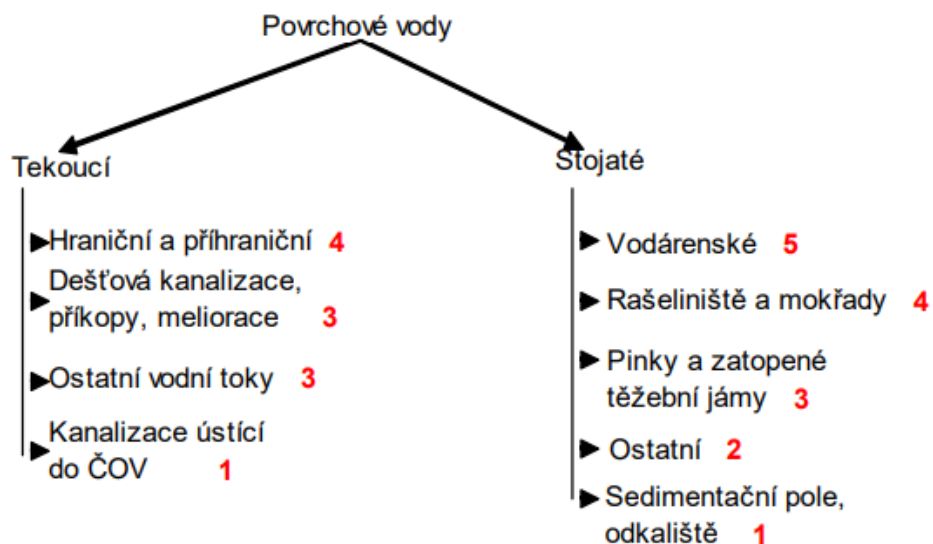 Povrchové vody
Tekoucí
Hraniční a příhraniční 4
Dešťová kanalizace,
příkopy, meliorace 3
Ostatní vodní toky 3
Kanalizace ústící
do ČOV 1
Stojaté
Vodárenské 5
Rašeliniště a mokřady 4
Pinky a zatopené
těžební jámy 3
Ostatní 2
Sedimentační pole,
odkaliště 1